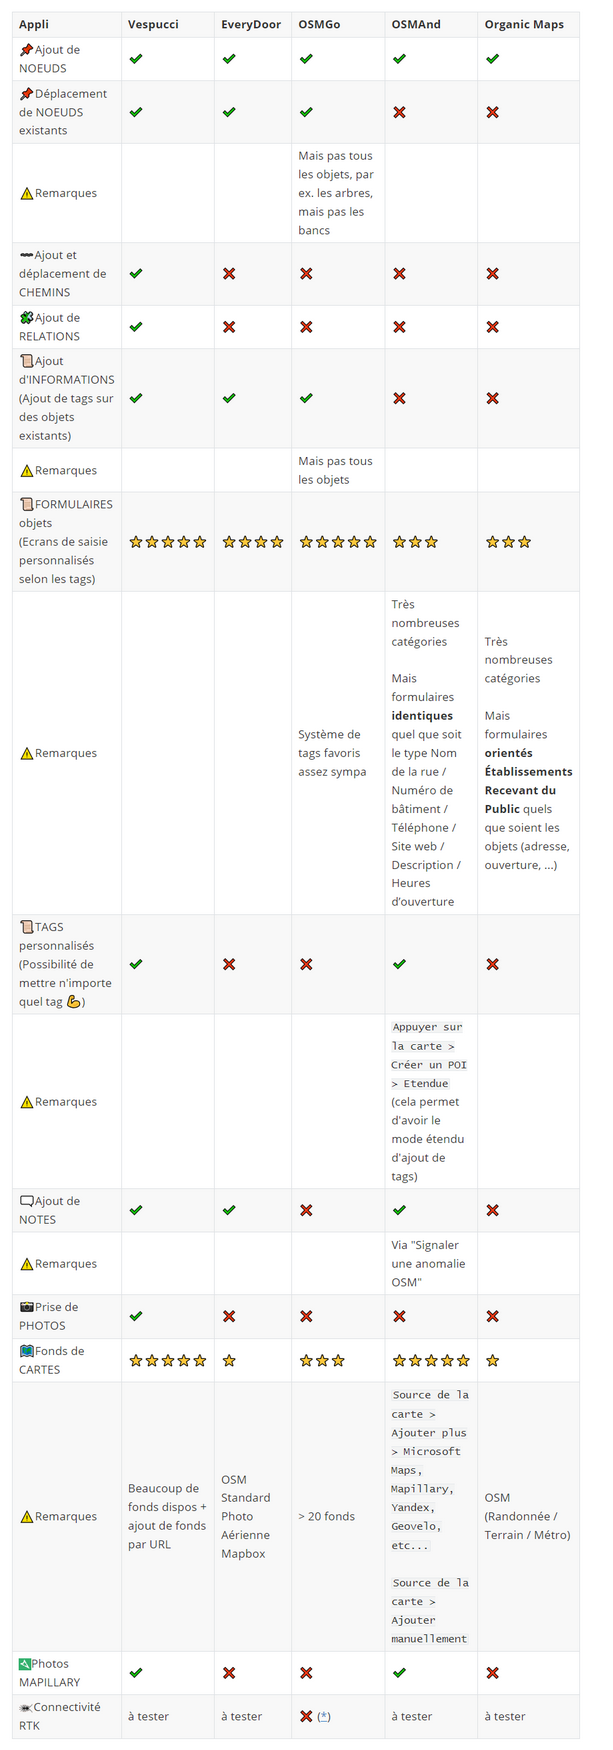 Appli Vespucci EveryDoor OSMGo OSMAnd Organic Maps
Ajout de
NOEUDS
Déplacement
de NOEUDS
existants
Remarques
Mais pas tous
les objets, par
ex. les arbres,
mais pas les
bancs
Ajout et
déplacement de
CHEMINS
Ajout de
RELATIONS
Ajout
d'INFORMATIONS
(Ajout de tags sur
des objets
existants)
Remarques
Mais pas tous
les objets
FORMULAIRES
objets
(Ecrans de saisie
personnalisés
selon les tags)
Remarques
Système de
tags favoris
assez sympa
Très
nombreuses
catégories
Mais
formulaires
identiques
quel que soit
le type Nom
de la rue /
Numéro de
bâtiment /
Téléphone /
Site web /
Description /
Heures
d'ouverture
Très
nombreuses
catégories
Mais
formulaires
orientés
Établissements
Recevant du
Public quels
que soient les
objets (adresse,
ouverture, ...)
TAGS
personnalisés
(Possibilité de
mettre n'importe
quel tag 💪)
Remarques
Appuyer sur
la carte >
Créer un POI
> Etendue
(cela permet
d'avoir le
mode étendu
d'ajout de
tags)
Ajout de
NOTES
Remarques
Via "Signaler
une anomalie
OSM"
Prise de
PHOTOS
Fonds de
CARTES
Remarques
Beaucoup de
fonds dispos +
ajout de fonds
par URL
OSM
Standard
Photo
Aérienne
Mapbox
> 20 fonds
Source de la
carte >
Ajouter plus
> Microsoft
Maps,
Mapillary,
Yandex,
Geovelo,
etc...
Source de la
carte >
Ajouter
manuellement
OSM
(Randonnée /
Terrain / Métro)
Photos
MAPILLARY
Connectivité
RTK
à tester à tester ❌ (*) à tester à tester